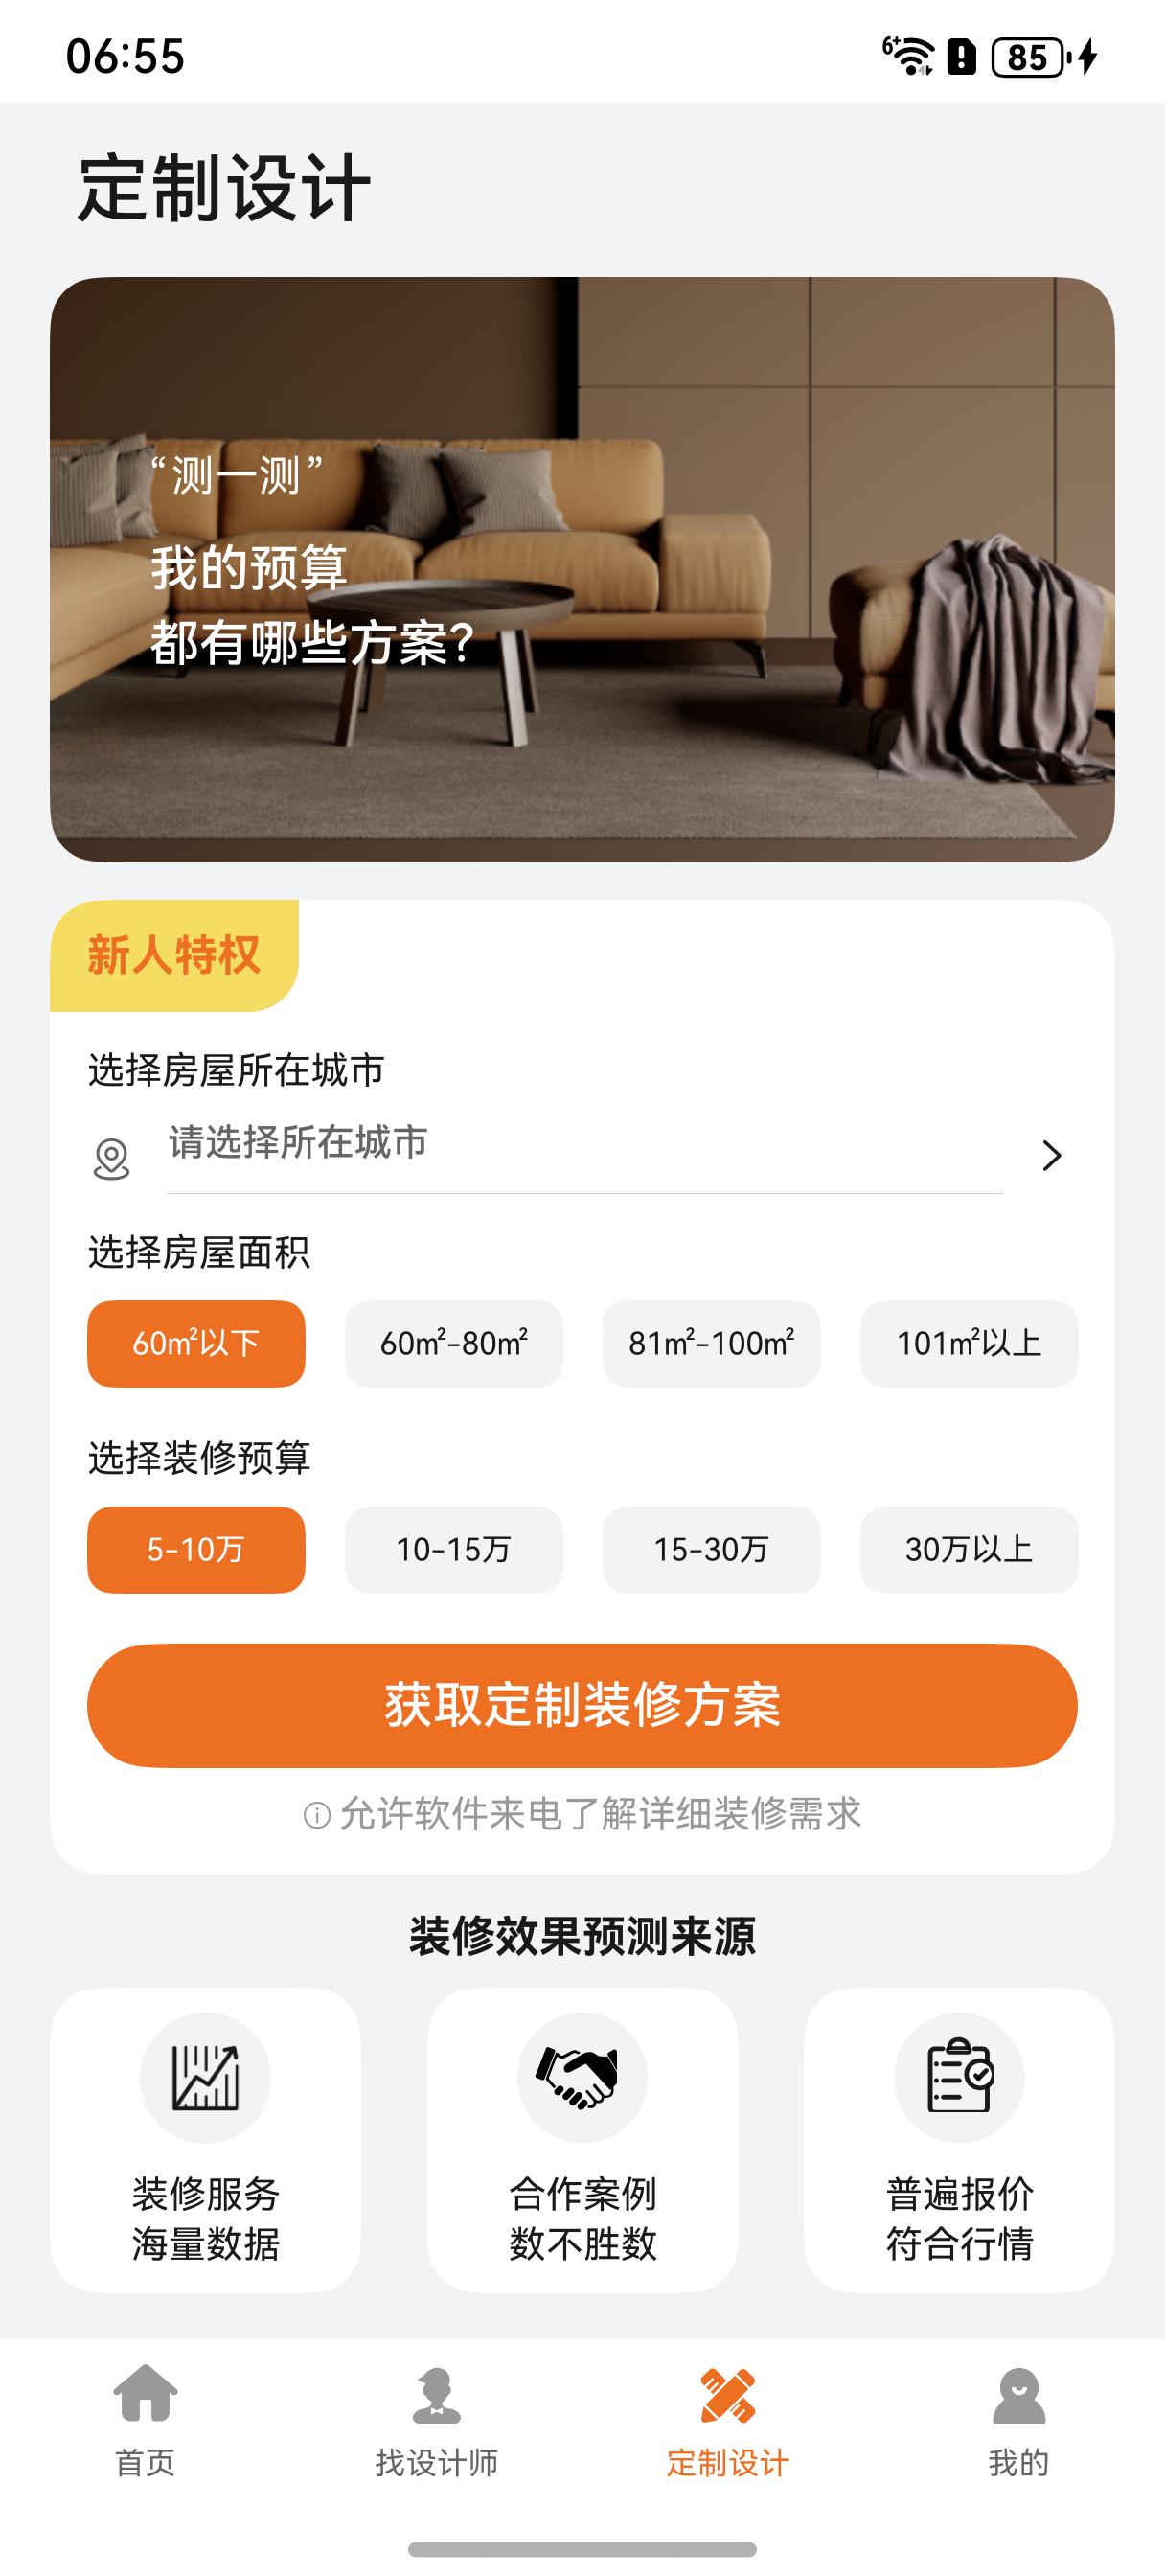 06:55
6+
85
定制设计
“测一测”
我的预算
都有哪些方案?
新人特权
选择房屋所在城市
请选择所在城市
选择房屋面积
60㎡以下
60㎡-80㎡
81㎡-100㎡
101㎡以上
选择装修预算
5-10万
10-15万
15-30万
30万以上
获取定制装修方案
允许软件来电了解详细装修需求
装修效果预测来源
装修服务
海量数据
合作案例
数不胜数
普遍报价
符合行情
首页
找设计师
定制设计
我的